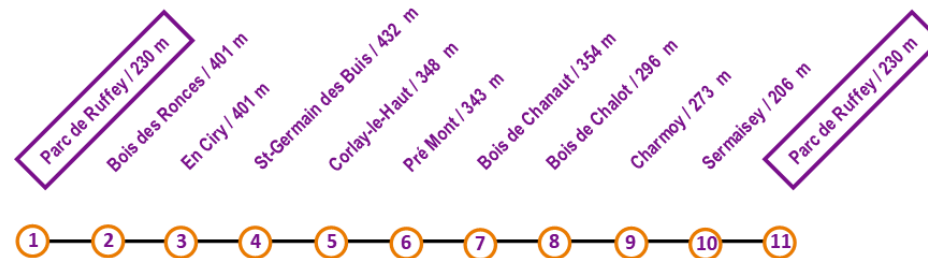 Parc de Ruffey / 230 m
Bois des Ronces / 401 m
En Ciry / 401 m
St-Germain des Buis / 432 m
Corlay-le-Haut / 348 m
Pré Mont / 343 m
Bois de Chanaut / 354 m
Bois de Chalot / 296 m
Charmoy / 273 m
Sermaisey / 206 m
Parc de Ruffey / 230 m
1 2 3 4 5 6 7 8 9 10 11